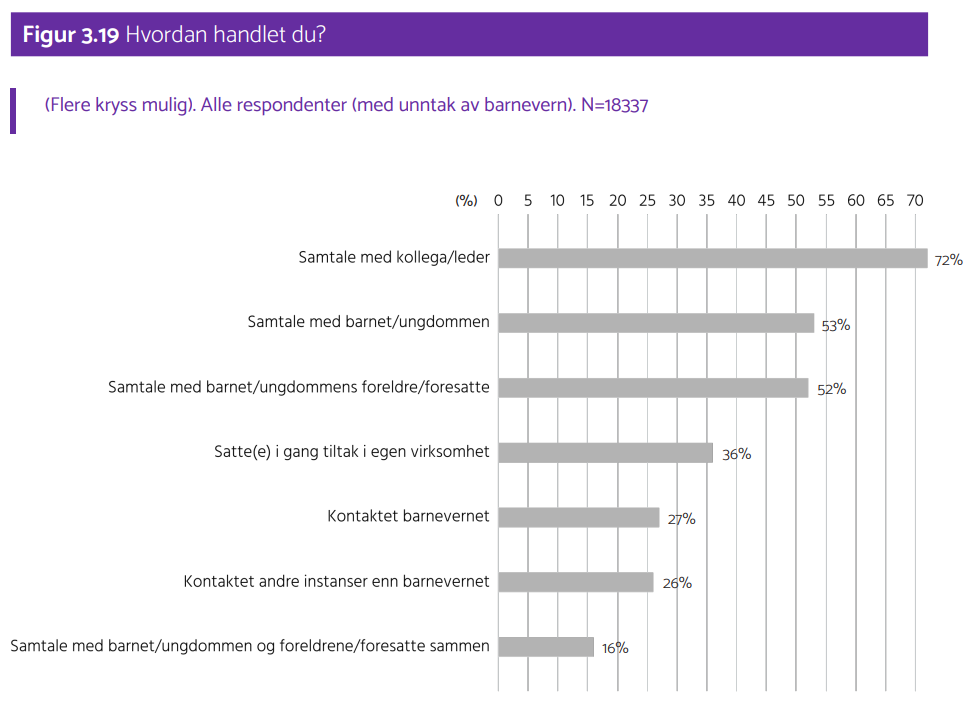 Figur 3.19 Hvordan handlet du?
(Flere kryss mulig). Alle respondenter (med unntak av barnevern). N=18337
(%) 0 5 10 15 20 25 30 35 40 45 50 55 60 65 70
Samtale med kollega/leder 72%
Samtale med barnet/ungdommen 53%
Samtale med barnet/ungdommens foreldre/foresatte 52%
Satte(e) i gang tiltak i egen virksomhet 36%
Kontaktet barnevernet 27%
Kontaktet andre instanser enn barnevernet 26%
Samtale med barnet/ungdommen og foreldrene/foresatte sammen 16%